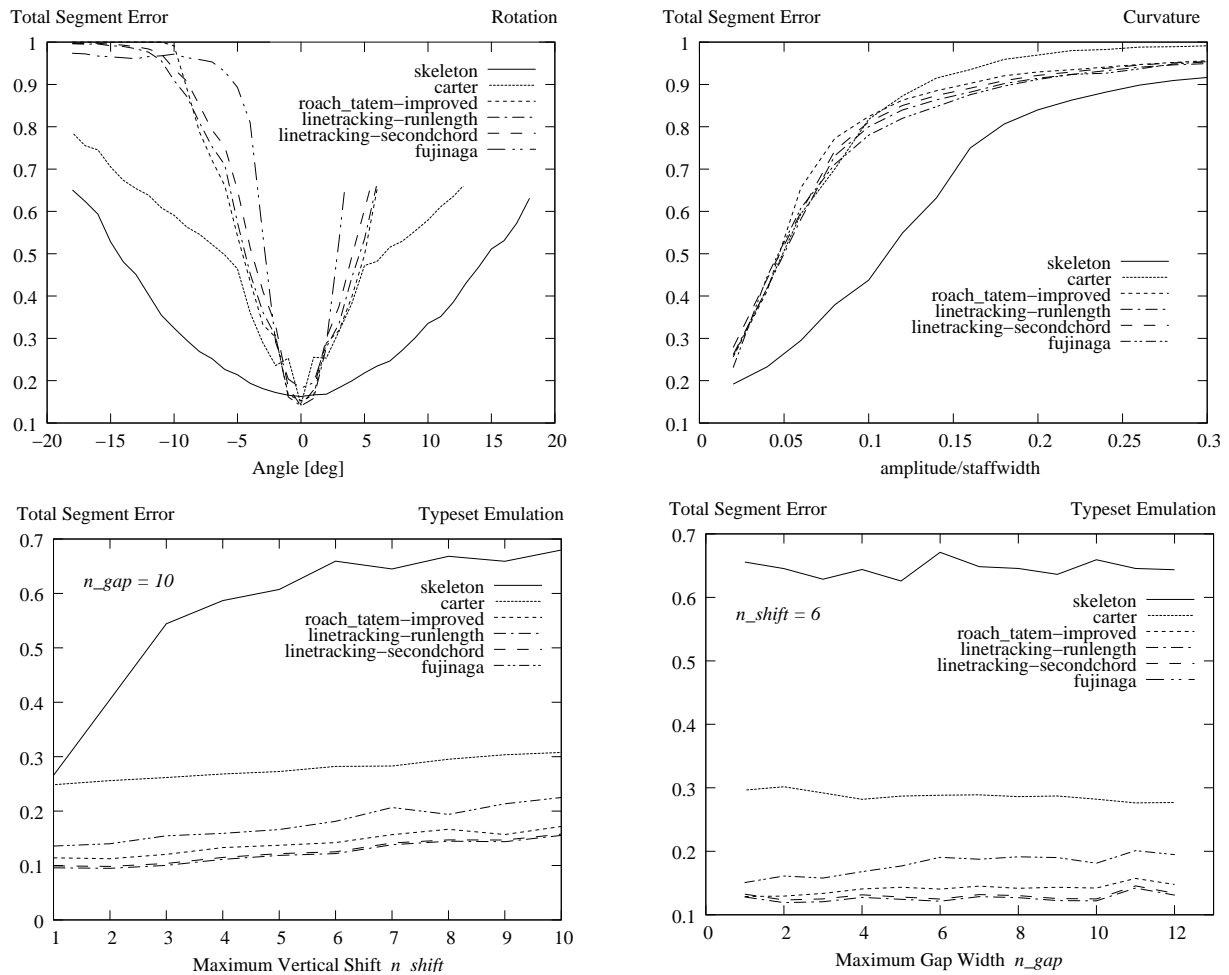 Total Segment Error
Rotation
1
0.9
0.8
0.7
0.6
0.5
0.4
0.3
0.2
0.1
skeleton
carter
roach_tatem−improved
linetracking−runlength
linetracking−secondchord
fujinaga
−20
−15
−10
−5
0
5
10
15
20
Angle [deg]
Total Segment Error
Curvature
1
0.9
0.8
0.7
0.6
0.5
0.4
0.3
0.2
0.1
skeleton
carter
roach_tatem−improved
linetracking−runlength
linetracking−secondchord
fujinaga
0
0.05
0.1
0.15
0.2
0.25
0.3
amplitude/staffwidth
Total Segment Error
Typeset Emulation
0.7
0.6
0.5
0.4
0.3
0.2
0.1
0
n_gap = 10
skeleton
carter
roach_tatem−improved
linetracking−runlength
linetracking−secondchord
fujinaga
1
2
3
4
5
6
7
8
9
10
Maximum Vertical Shift n_shift
Total Segment Error
Typeset Emulation
0.7
0.6
0.5
0.4
0.3
0.2
0.1
n_shift = 6
skeleton
carter
roach_tatem−improved
linetracking−runlength
linetracking−secondchord
fujinaga
0
2
4
6
8
10
12
Maximum Gap Width n_gap